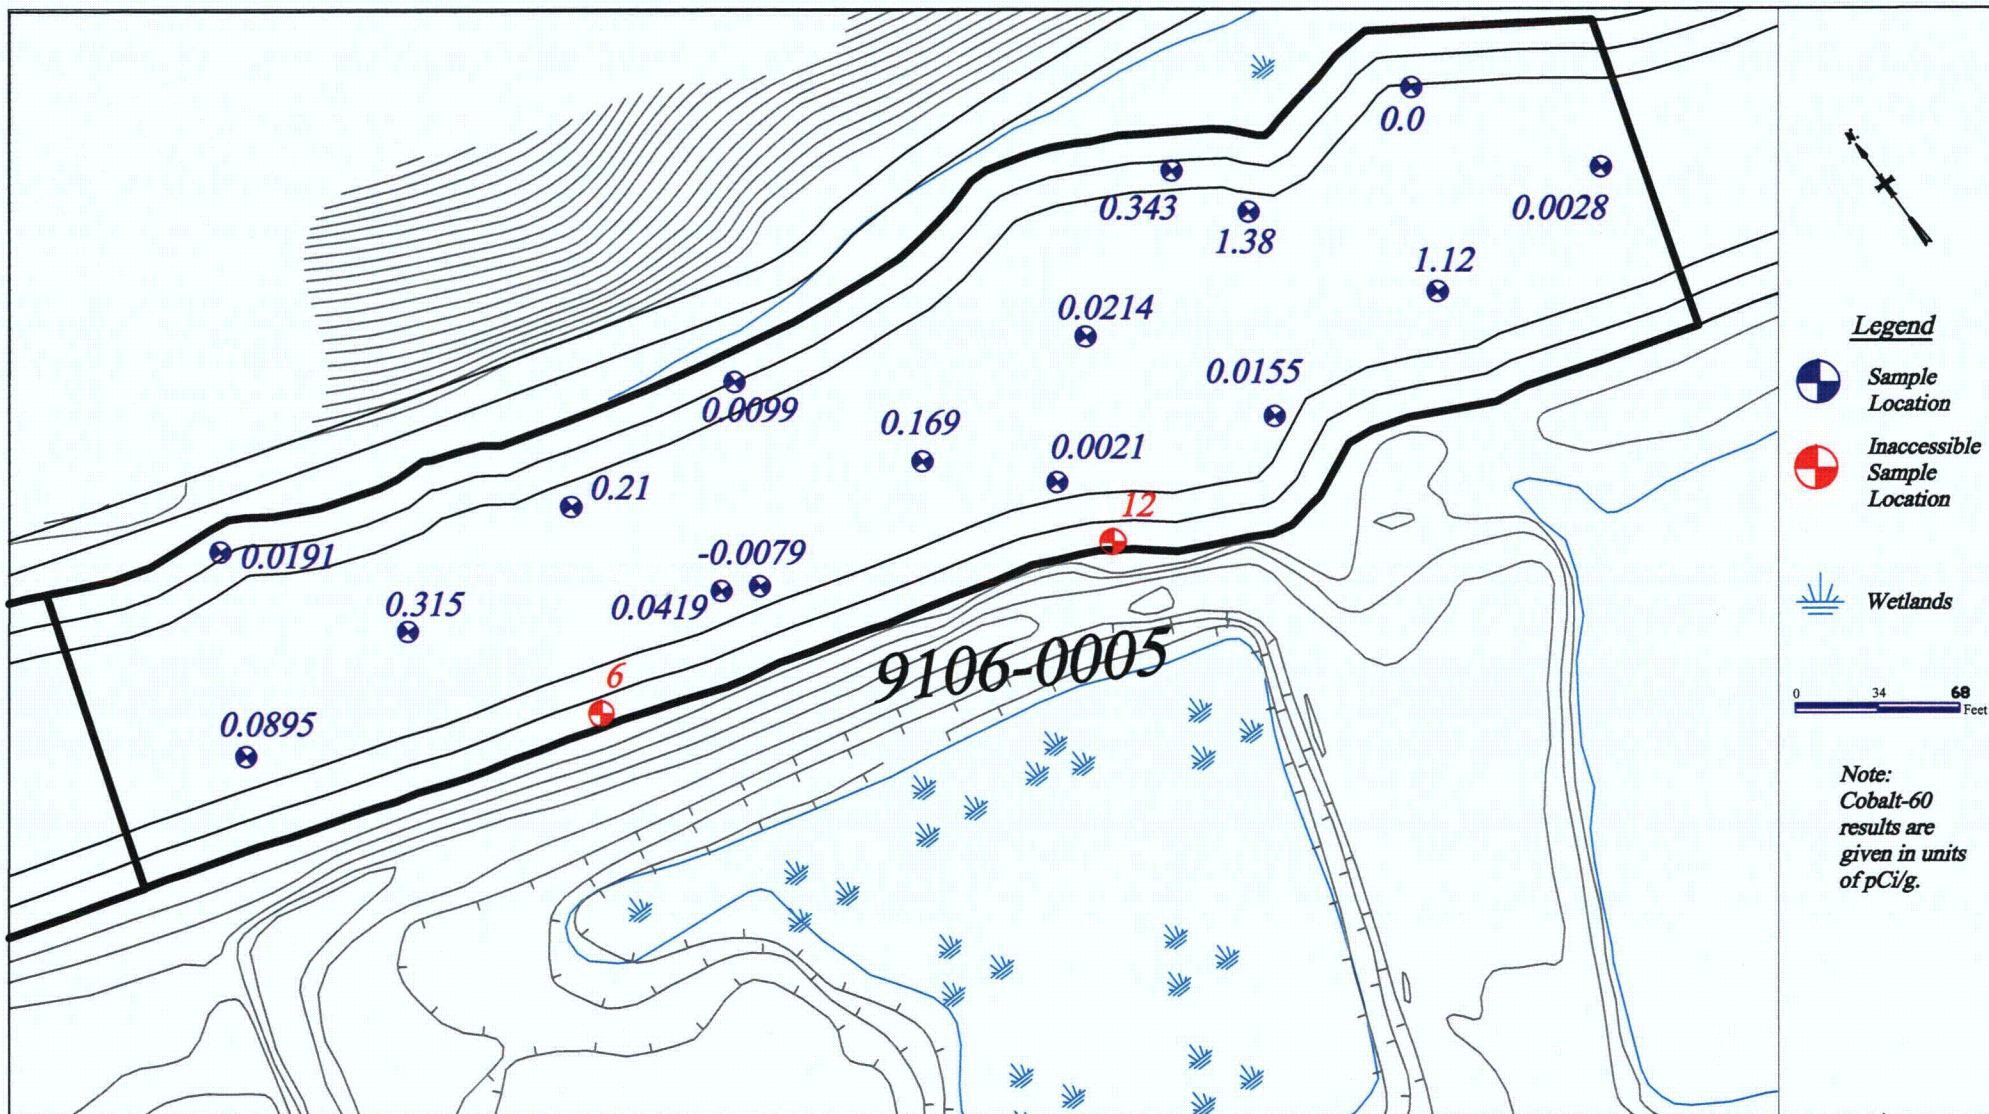 0.0
0.343
0.0028
1.38
1.12
0.0214
0.0155
0.0099
0.169
0.0021
0.21
12
0.0191
-0.0079
0.315
0.0419
6
0.0895
9106-0005
Legend
Sample
Location
Inaccessible
Sample
Location
Wetlands
0 34 68
Feet
Note:
Cobalt-60
results are
given in units
of pCi/g.